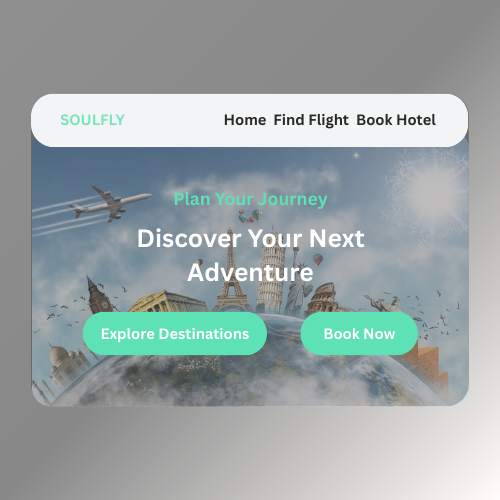 SOULFLY
Home Find Flight Book Hotel
Plan Your Journey
Discover Your Next
Adventure
Explore Destinations
Book Now